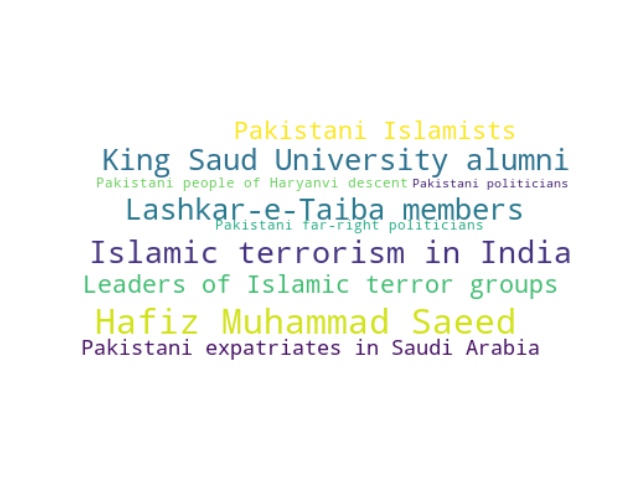 Pakistani Islamists
King Saud University alumni
Pakistani people of Haryanvi descent Pakistani politicians
Lashkar-e-Taiba members
Pakistani far-right politicians
Islamic terrorism in India
Leaders of Islamic terror groups
Hafiz Muhammad Saeed
Pakistani expatriates in Saudi Arabia